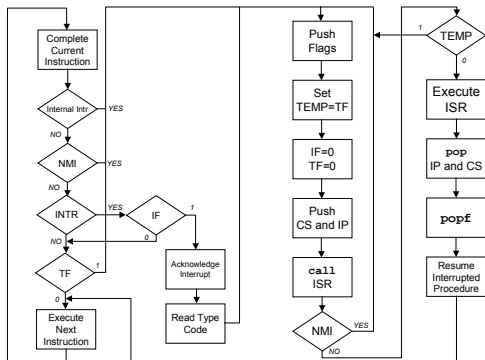 Complete
Current
Instruction
Internal Intr
YES
NO
NMI
YES
NO
INTR
YES
IF
1
NO
0
TF
1
0
Acknowledge
Interrupt
Execute
Next
Instruction
Read Type
Code
Push
Flags
Set
TEMP=TF
IF=0
TF=0
Push
CS and IP
call
ISR
NMI
YES
NO
TEMP
1
0
Execute
ISR
pop
IP and CS
popf
Resume
Interrupted
Procedure